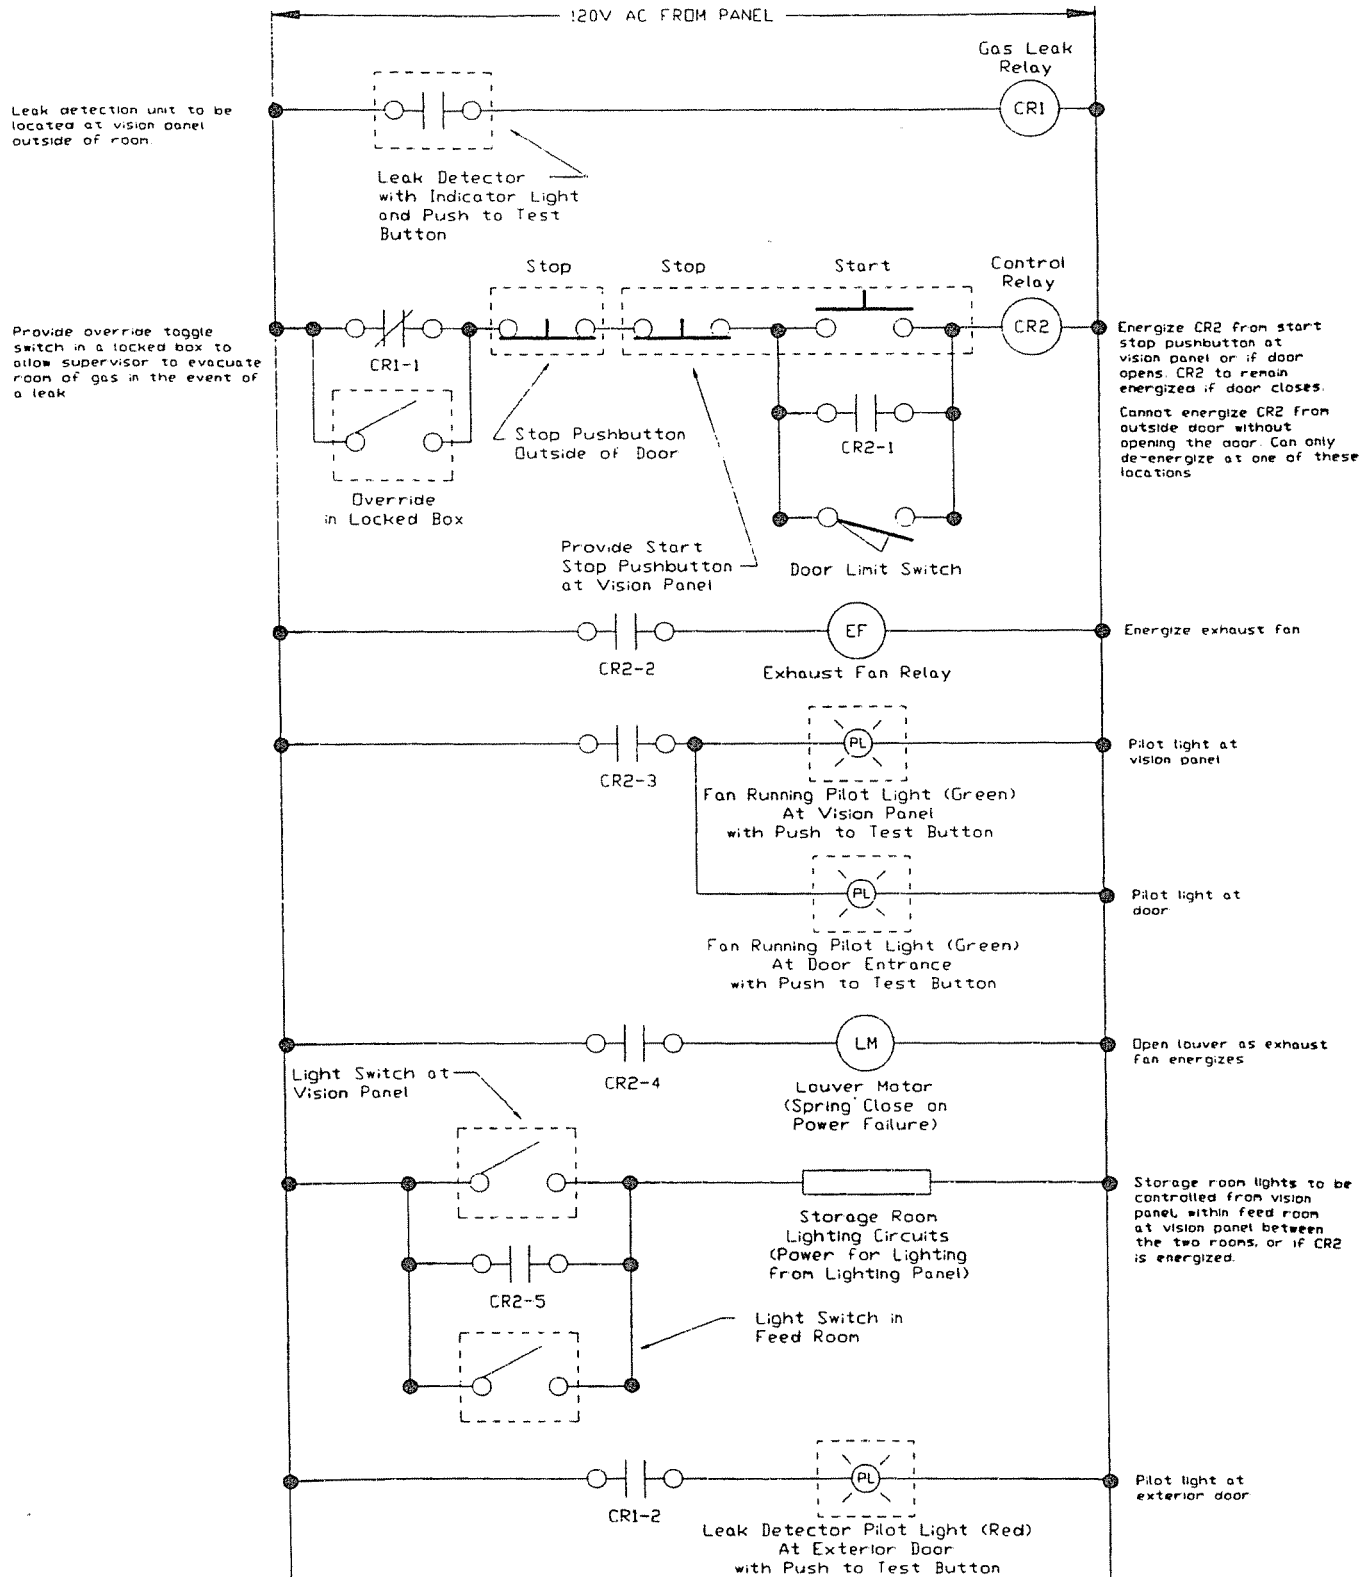 120V AC FROM PANEL
Gas Leak
Relay
Leak detection unit to be
located at vision panel
outside of room.
CR1
Leak Detector
with Indicator Light
and Push to Test
Button
Stop
Stop
Start
Control
Relay
Provide override toggle
switch in a locked box to
allow supervisor to evacuate
room of gas in the event of
a leak
CR1-1
CR2
Energize CR2 from start
stop pushbutton at
vision panel or if door
opens. CR2 to remain
energized if door closes.
Cannot energize CR2 from
outside door without
opening the door. Can only
de-energize at one of these
locations
Stop Pushbutton
Outside of Door
CR2-1
Override
in Locked Box
Provide Start
Stop Pushbutton
at Vision Panel
Door Limit Switch
EF
Energize exhaust fan
CR2-2
Exhaust Fan Relay
PL
Pilot light at
vision panel
CR2-3
Fan Running Pilot Light (Green)
At Vision Panel
with Push to Test Button
PL
Pilot light at
door
Fan Running Pilot Light (Green)
At Door Entrance
with Push to Test Button
LM
Open louver as exhaust
fan energizes
CR2-4
Louver Motor
(Spring Close on
Power Failure)
Light Switch at
Vision Panel
Storage room lights to be
controlled from vision
panel, within feed room
at vision panel between
the two rooms, or if CR2
is energized.
Storage Room
Lighting Circuits
(Power for Lighting
from Lighting Panel)
CR2-5
Light Switch in
Feed Room
PL
Pilot light at
exterior door
CR1-2
Leak Detector Pilot Light (Red)
At Exterior Door
with Push to Test Button